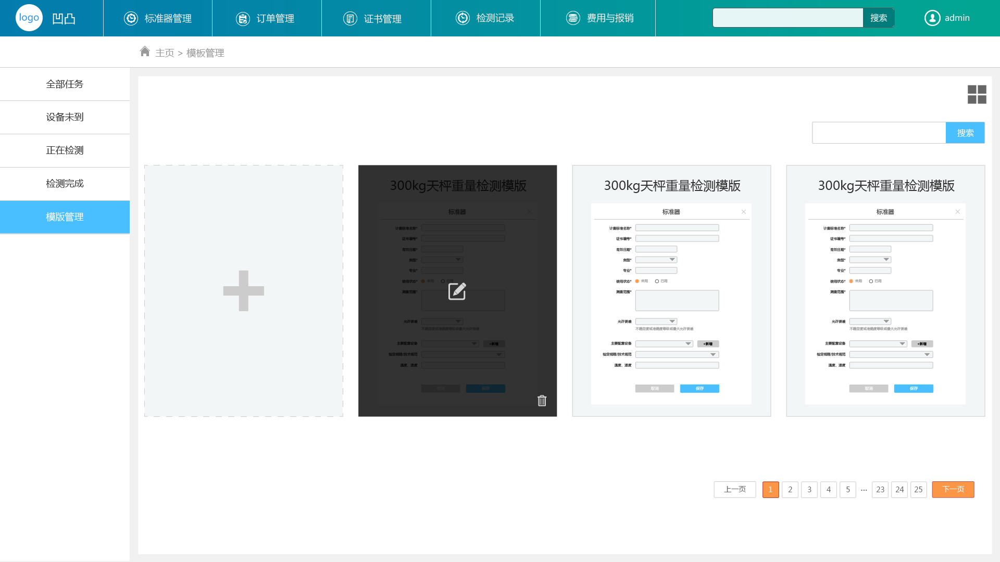 logo 凹凸 标准器管理 订单管理 证书管理 检测记录 费用与报销 搜索 admin
主页 > 模板管理
全部任务
设备未到
正在检测
检测完成
模版管理
搜索
300kg天枰重量检测模版
标准器
计量标准名称*
证书编号*
有效日期*
类型*
专业*
使用状态* 未用 已用
测量范围*
允许误差
不确定度或准确度等级或最大允许误差
主要配套设备 +新增
检定规程/技术规范
温度、湿度
取消 保存
300kg天枰重量检测模版
标准器
计量标准名称*
证书编号*
有效日期*
类型*
专业*
使用状态* 未用 已用
测量范围*
允许误差
不确定度或准确度等级或最大允许误差
主要配套设备 +新增
检定规程/技术规范
温度、湿度
取消 保存
300kg天枰重量检测模版
标准器
计量标准名称*
证书编号*
有效日期*
类型*
专业*
使用状态* 未用 已用
测量范围*
允许误差
不确定度或准确度等级或最大允许误差
主要配套设备 +新增
检定规程/技术规范
温度、湿度
取消 保存
上一页 1 2 3 4 5 ··· 23 24 25 下一页